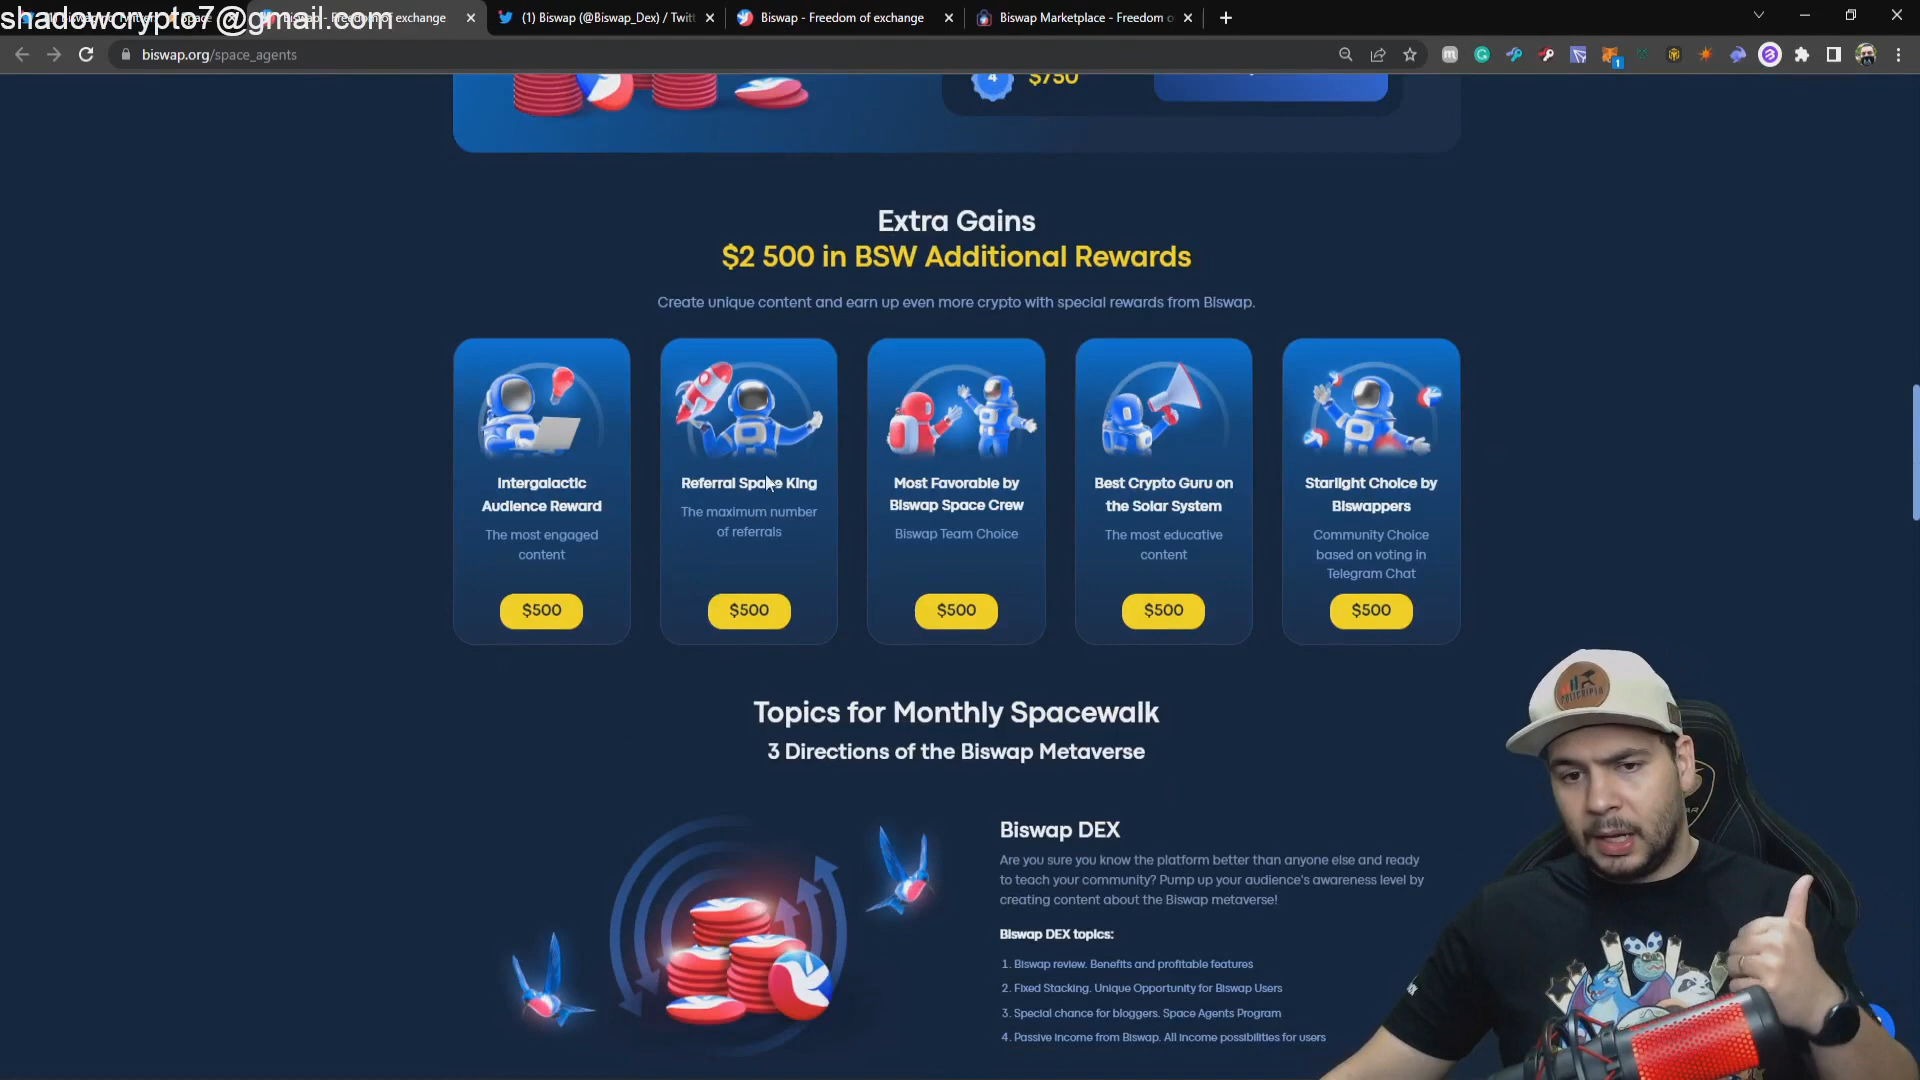 shadowcrypto7@gmail.com
exchange
(1) Biswap (@Biswap_Dex) / Twitt
Biswap - Freedom of exchange
Biswap Marketplace - Freedom o
biswap.org/space_agents
1
4
$750
Extra Gains
$2 500 in BSW Additional Rewards
Create unique content and earn up even more crypto with special rewards from Biswap.
Intergalactic
Audience Reward
The most engaged
content
$500
Referral Space King
The maximum number
of referrals
$500
Most Favorable by
Biswap Space Crew
Biswap Team Choice
$500
Best Crypto Guru on
the Solar System
The most educative
content
$500
Starlight Choice by
Biswappers
Community Choice
based on voting in
Telegram Chat
$500
Topics for Monthly Spacewalk
3 Directions of the Biswap Metaverse
Biswap DEX
Are you sure you know the platform better than anyone else and ready
to teach your community? Pump up your audience's awareness level by
creating content about the Biswap metaverse!
Biswap DEX topics:
1. Biswap review. Benefits and profitable features
2. Fixed Stacking. Unique Opportunity for Biswap Users
3. Special chance for bloggers. Space Agents Program
4. Passive income from Biswap. All income possibilities for users